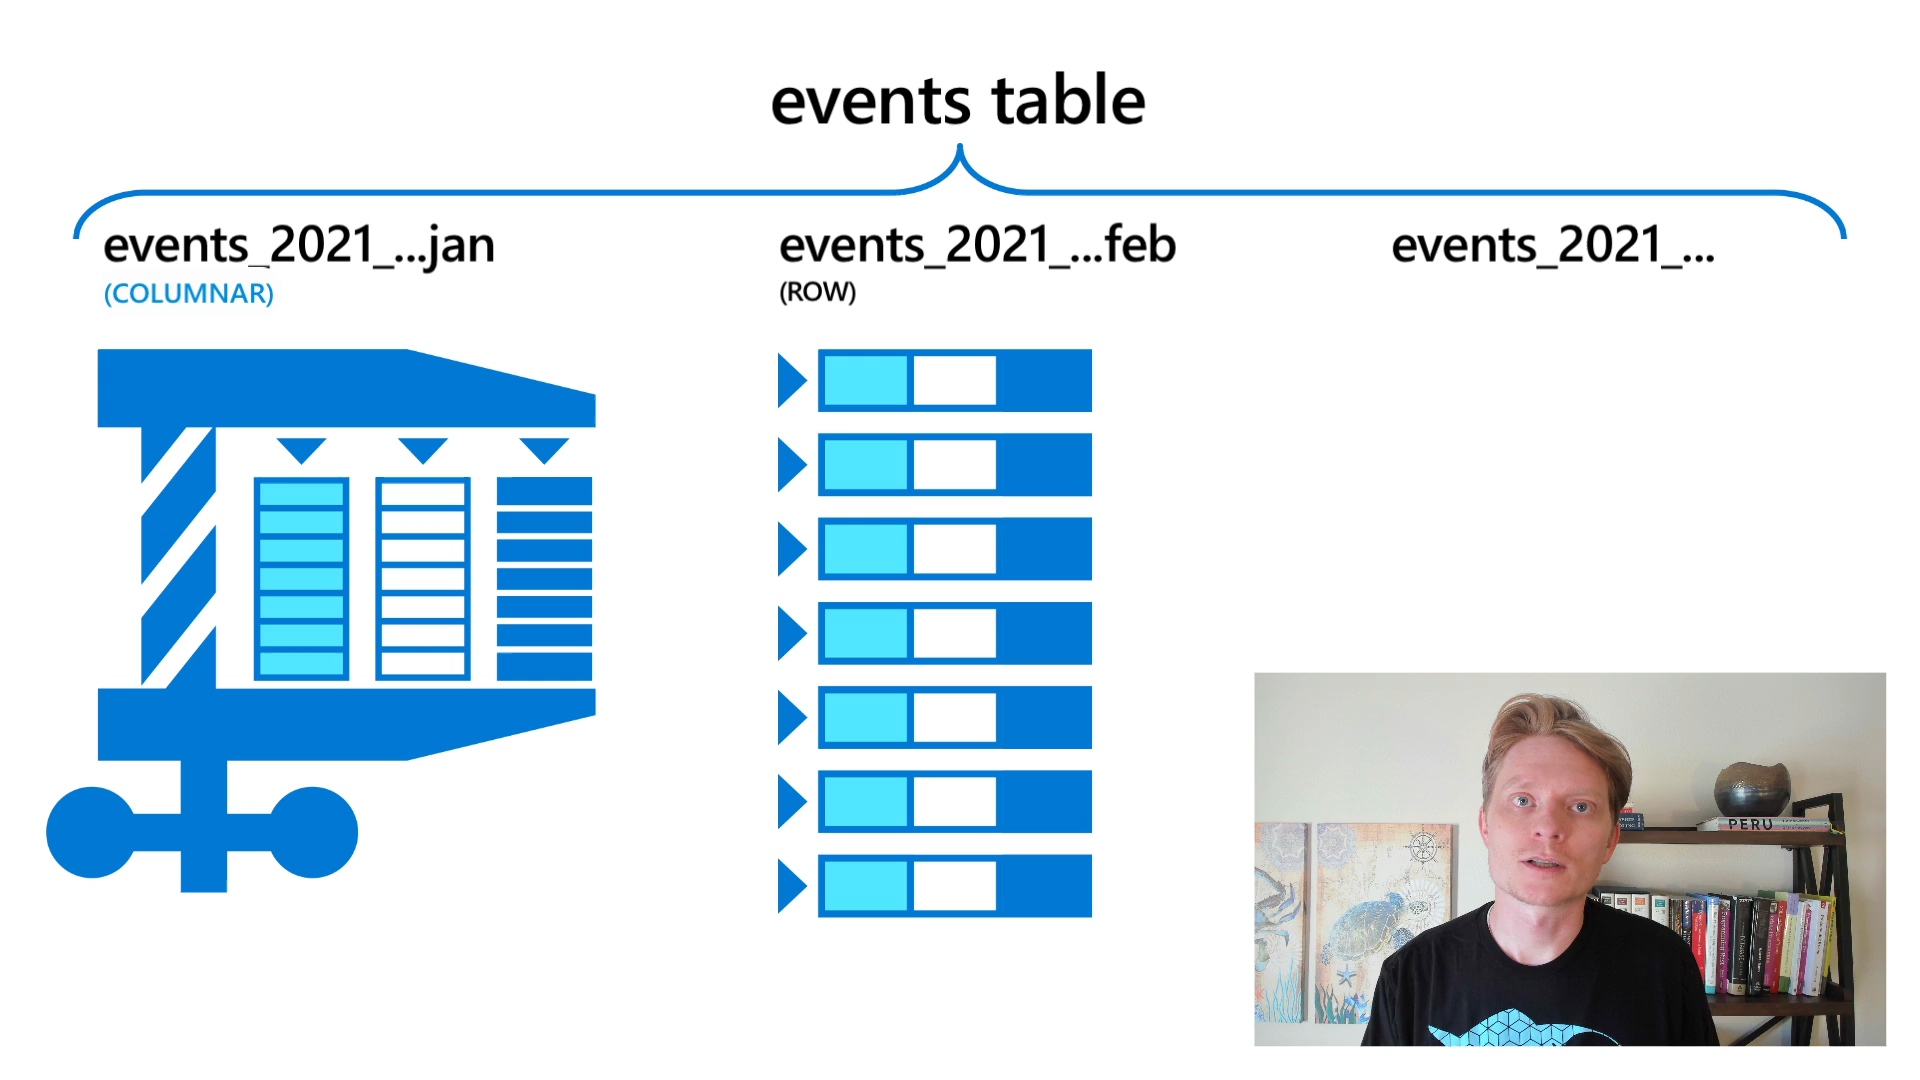 events table
events_2021_...jan
events_2021_...feb
events_2021_...
(COLUMNAR)
(ROW)
PERU